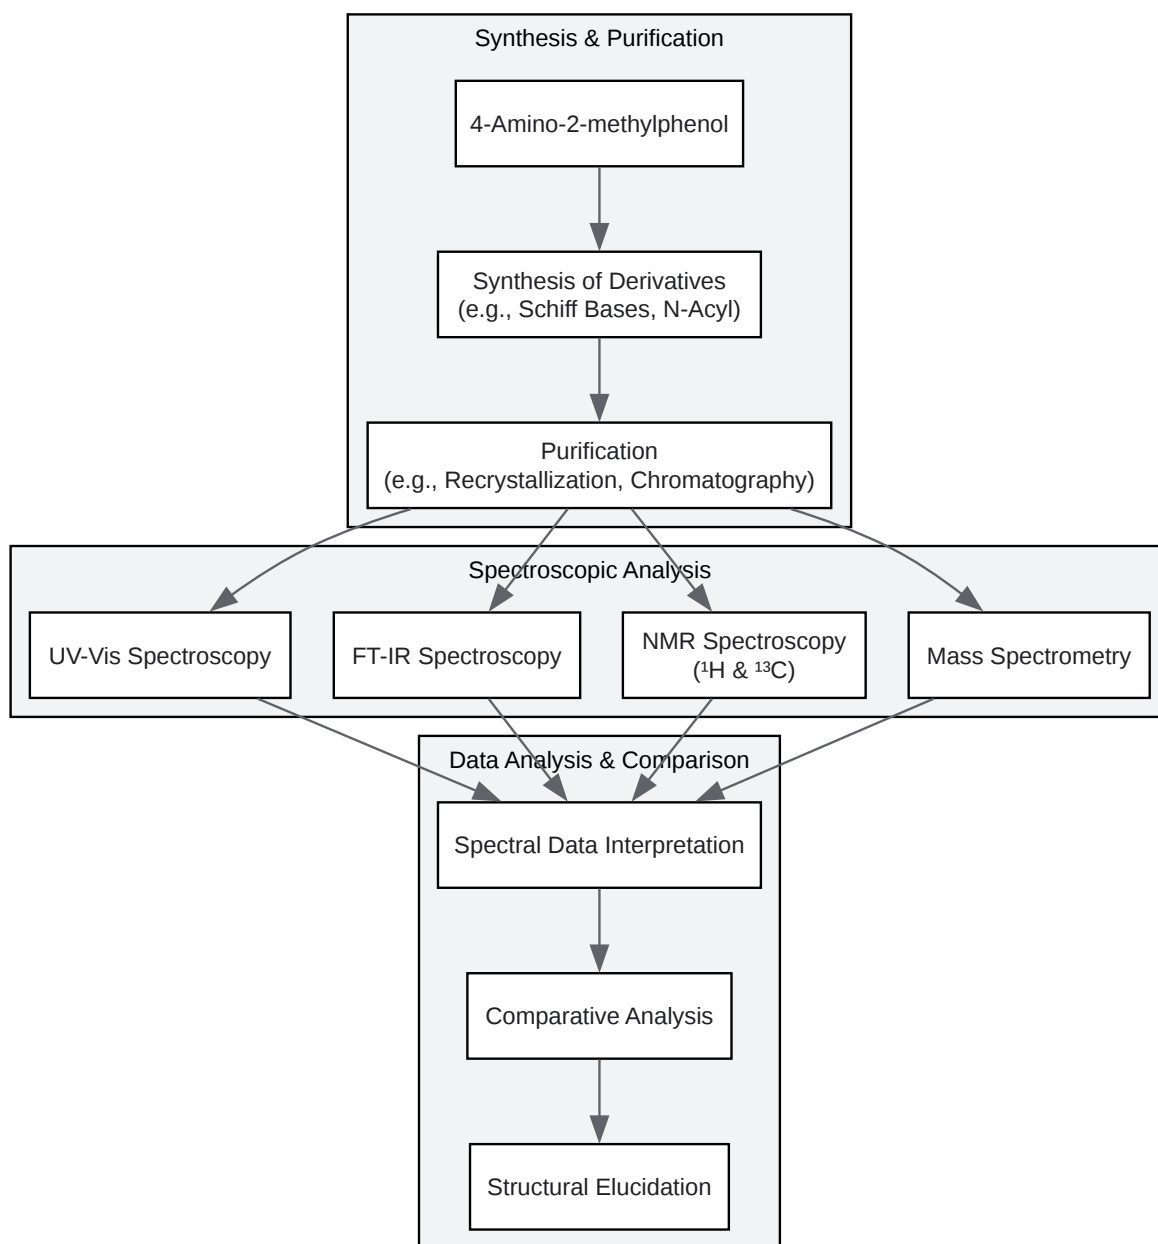 Synthesis & Purification
4-Amino-2-methylphenol
Synthesis of Derivatives
(e.g., Schiff Bases, N-Acyl)
Purification
(e.g., Recrystallization, Chromatography)
Spectroscopic Analysis
UV-Vis Spectroscopy
FT-IR Spectroscopy
NMR Spectroscopy
(¹H & ¹³C)
Mass Spectrometry
Data Analysis & Comparison
Spectral Data Interpretation
Comparative Analysis
Structural Elucidation